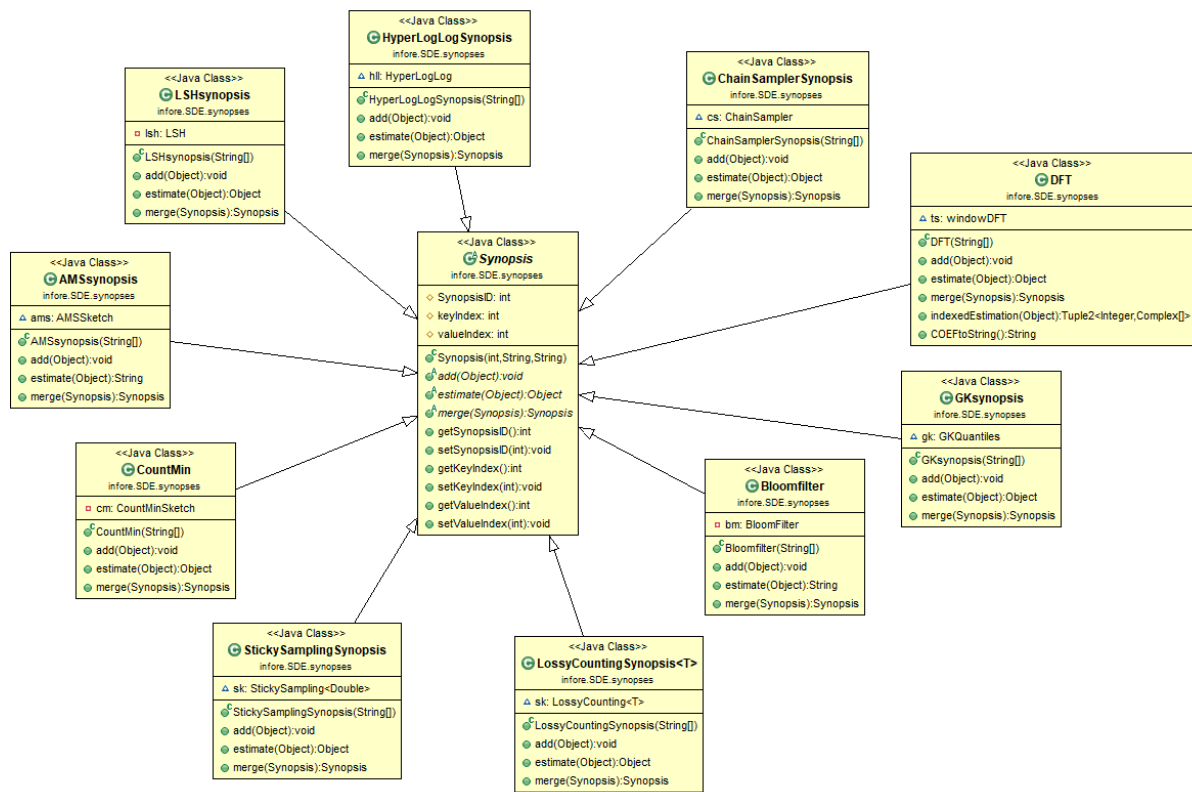 <<Java Class>>
HyperLogLogSynopsis
infore.SDE.synopses
hll: HyperLogLog
HyperLogLogSynopsis(String[])
add(Object):void
estimate(Object):Object
merge(Synopsis):Synopsis
<<Java Class>>
LSHsynopsis
infore.SDE.synopses
lsh: LSH
LSHsynopsis(String[])
add(Object):void
estimate(Object):Object
merge(Synopsis):Synopsis
<<Java Class>>
ChainSamplerSynopsis
infore.SDE.synopses
cs: ChainSampler
ChainSamplerSynopsis(String[])
add(Object):void
estimate(Object):Object
merge(Synopsis):Synopsis
<<Java Class>>
DFT
infore.SDE.synopses
ts: windowDFT
DFT(String[])
add(Object):void
estimate(Object):Object
merge(Synopsis):Synopsis
indexedEstimation(Object):Tuple2<Integer,Complex[]>
COEFtoString():String
<<Java Class>>
Synopsis
infore.SDE.synopses
SynopsisID: int
keyIndex: int
valueIndex: int
Synopsis(int,String,String)
add(Object):void
estimate(Object):Object
merge(Synopsis):Synopsis
getSynopsisID():int
setSynopsisID(int):void
getKeyIndex():int
setKeyIndex(int):void
getValueIndex():int
setValueIndex(int):void
<<Java Class>>
AMSsynopsis
infore.SDE.synopses
ams: AMSSketch
AMSsynopsis(String[])
add(Object):void
estimate(Object):String
merge(Synopsis):Synopsis
<<Java Class>>
GKsynopsis
infore.SDE.synopses
gk: GKQuantiles
GKsynopsis(String[])
add(Object):void
estimate(Object):Object
merge(Synopsis):Synopsis
<<Java Class>>
CountMin
infore.SDE.synopses
cm: CountMinSketch
CountMin(String[])
add(Object):void
estimate(Object):Object
merge(Synopsis):Synopsis
<<Java Class>>
Bloomfilter
infore.SDE.synopses
bm: BloomFilter
Bloomfilter(String[])
add(Object):void
estimate(Object):String
merge(Synopsis):Synopsis
<<Java Class>>
StickySamplingSynopsis
infore.SDE.synopses
sk: StickySampling<Double>
StickySamplingSynopsis(String[])
add(Object):void
estimate(Object):Object
merge(Synopsis):Synopsis
<<Java Class>>
LossyCountingSynopsis<T>
infore.SDE.synopses
sk: LossyCounting<T>
LossyCountingSynopsis(String[])
add(Object):void
estimate(Object):Object
merge(Synopsis):Synopsis